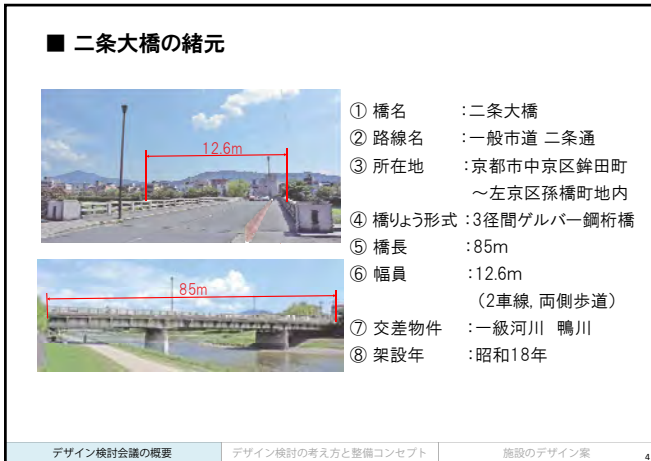 ■ 二条大橋の緒元
12.6m
85m
① 橋名 :二条大橋
② 路線名 :一般市道 二条通
③ 所在地 :京都市中京区鉾田町
～左京区孫橋町地内
④ 橋りょう形式 :3径間ゲルバー鋼桁橋
⑤ 橋長 :85m
⑥ 幅員 :12.6m
(2車線, 両側歩道)
⑦ 交差物件 :一級河川 鴨川
⑧ 架設年 :昭和18年
デザイン検討会議の概要
デザイン検討の考え方と整備コンセプト
施設のデザイン案
4